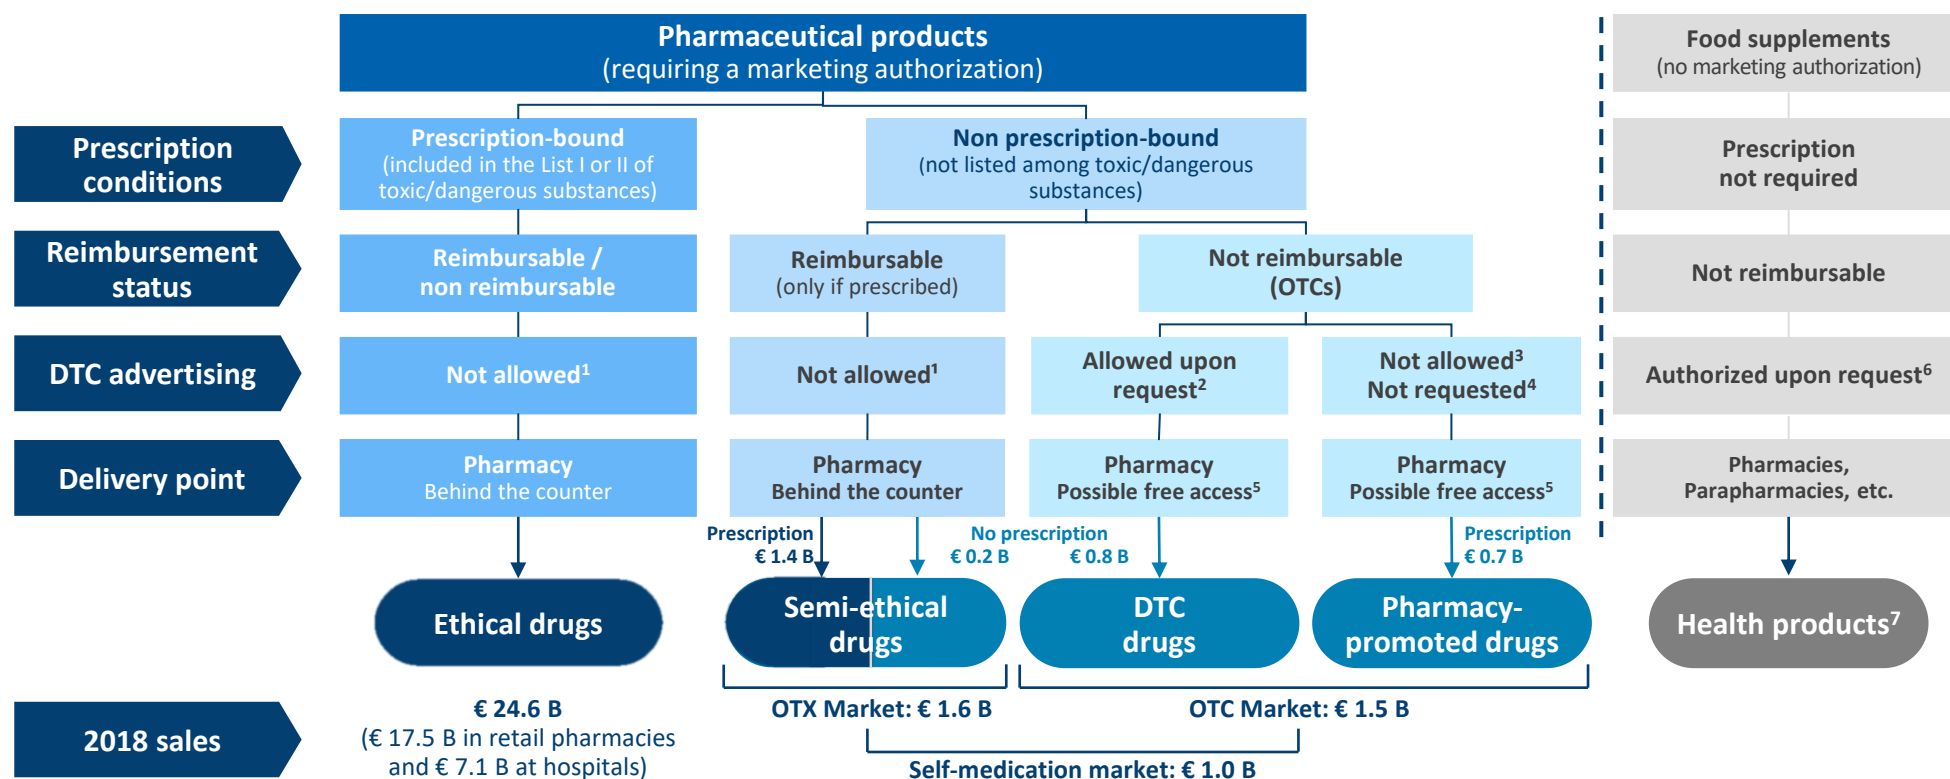 Pharmaceutical products
(requiring a marketing authorization)
Food supplements
(no marketing authorization)
Prescription
conditions
Prescription-bound
(included in the List I or II of
toxic/dangerous substances)
Non prescription-bound
(not listed among toxic/dangerous
substances)
Prescription
not required
Reimbursement
status
Reimbursable /
non reimbursable
Reimbursable
(only if prescribed)
Not reimbursable
(OTCs)
Not reimbursable
DTC advertising
Not allowed¹
Not allowed¹
Allowed upon
request²
Not allowed³
Not requested⁴
Authorized upon request⁶
Delivery point
Pharmacy
Behind the counter
Pharmacy
Behind the counter
Pharmacy
Possible free access⁵
Pharmacy
Possible free access⁵
Pharmacies,
Parapharmacies, etc.
Prescription
€ 1.4 B
No prescription
€ 0.2 B
€ 0.8 B
Prescription
€ 0.7 B
Ethical drugs
Semi-ethical
drugs
DTC
drugs
Pharmacy-
promoted drugs
Health products⁷
2018 sales
€ 24.6 B
(€ 17.5 B in retail pharmacies
and € 7.1 B at hospitals)
OTX Market: € 1.6 B
OTC Market: € 1.5 B
Self-medication market: € 1.0 B